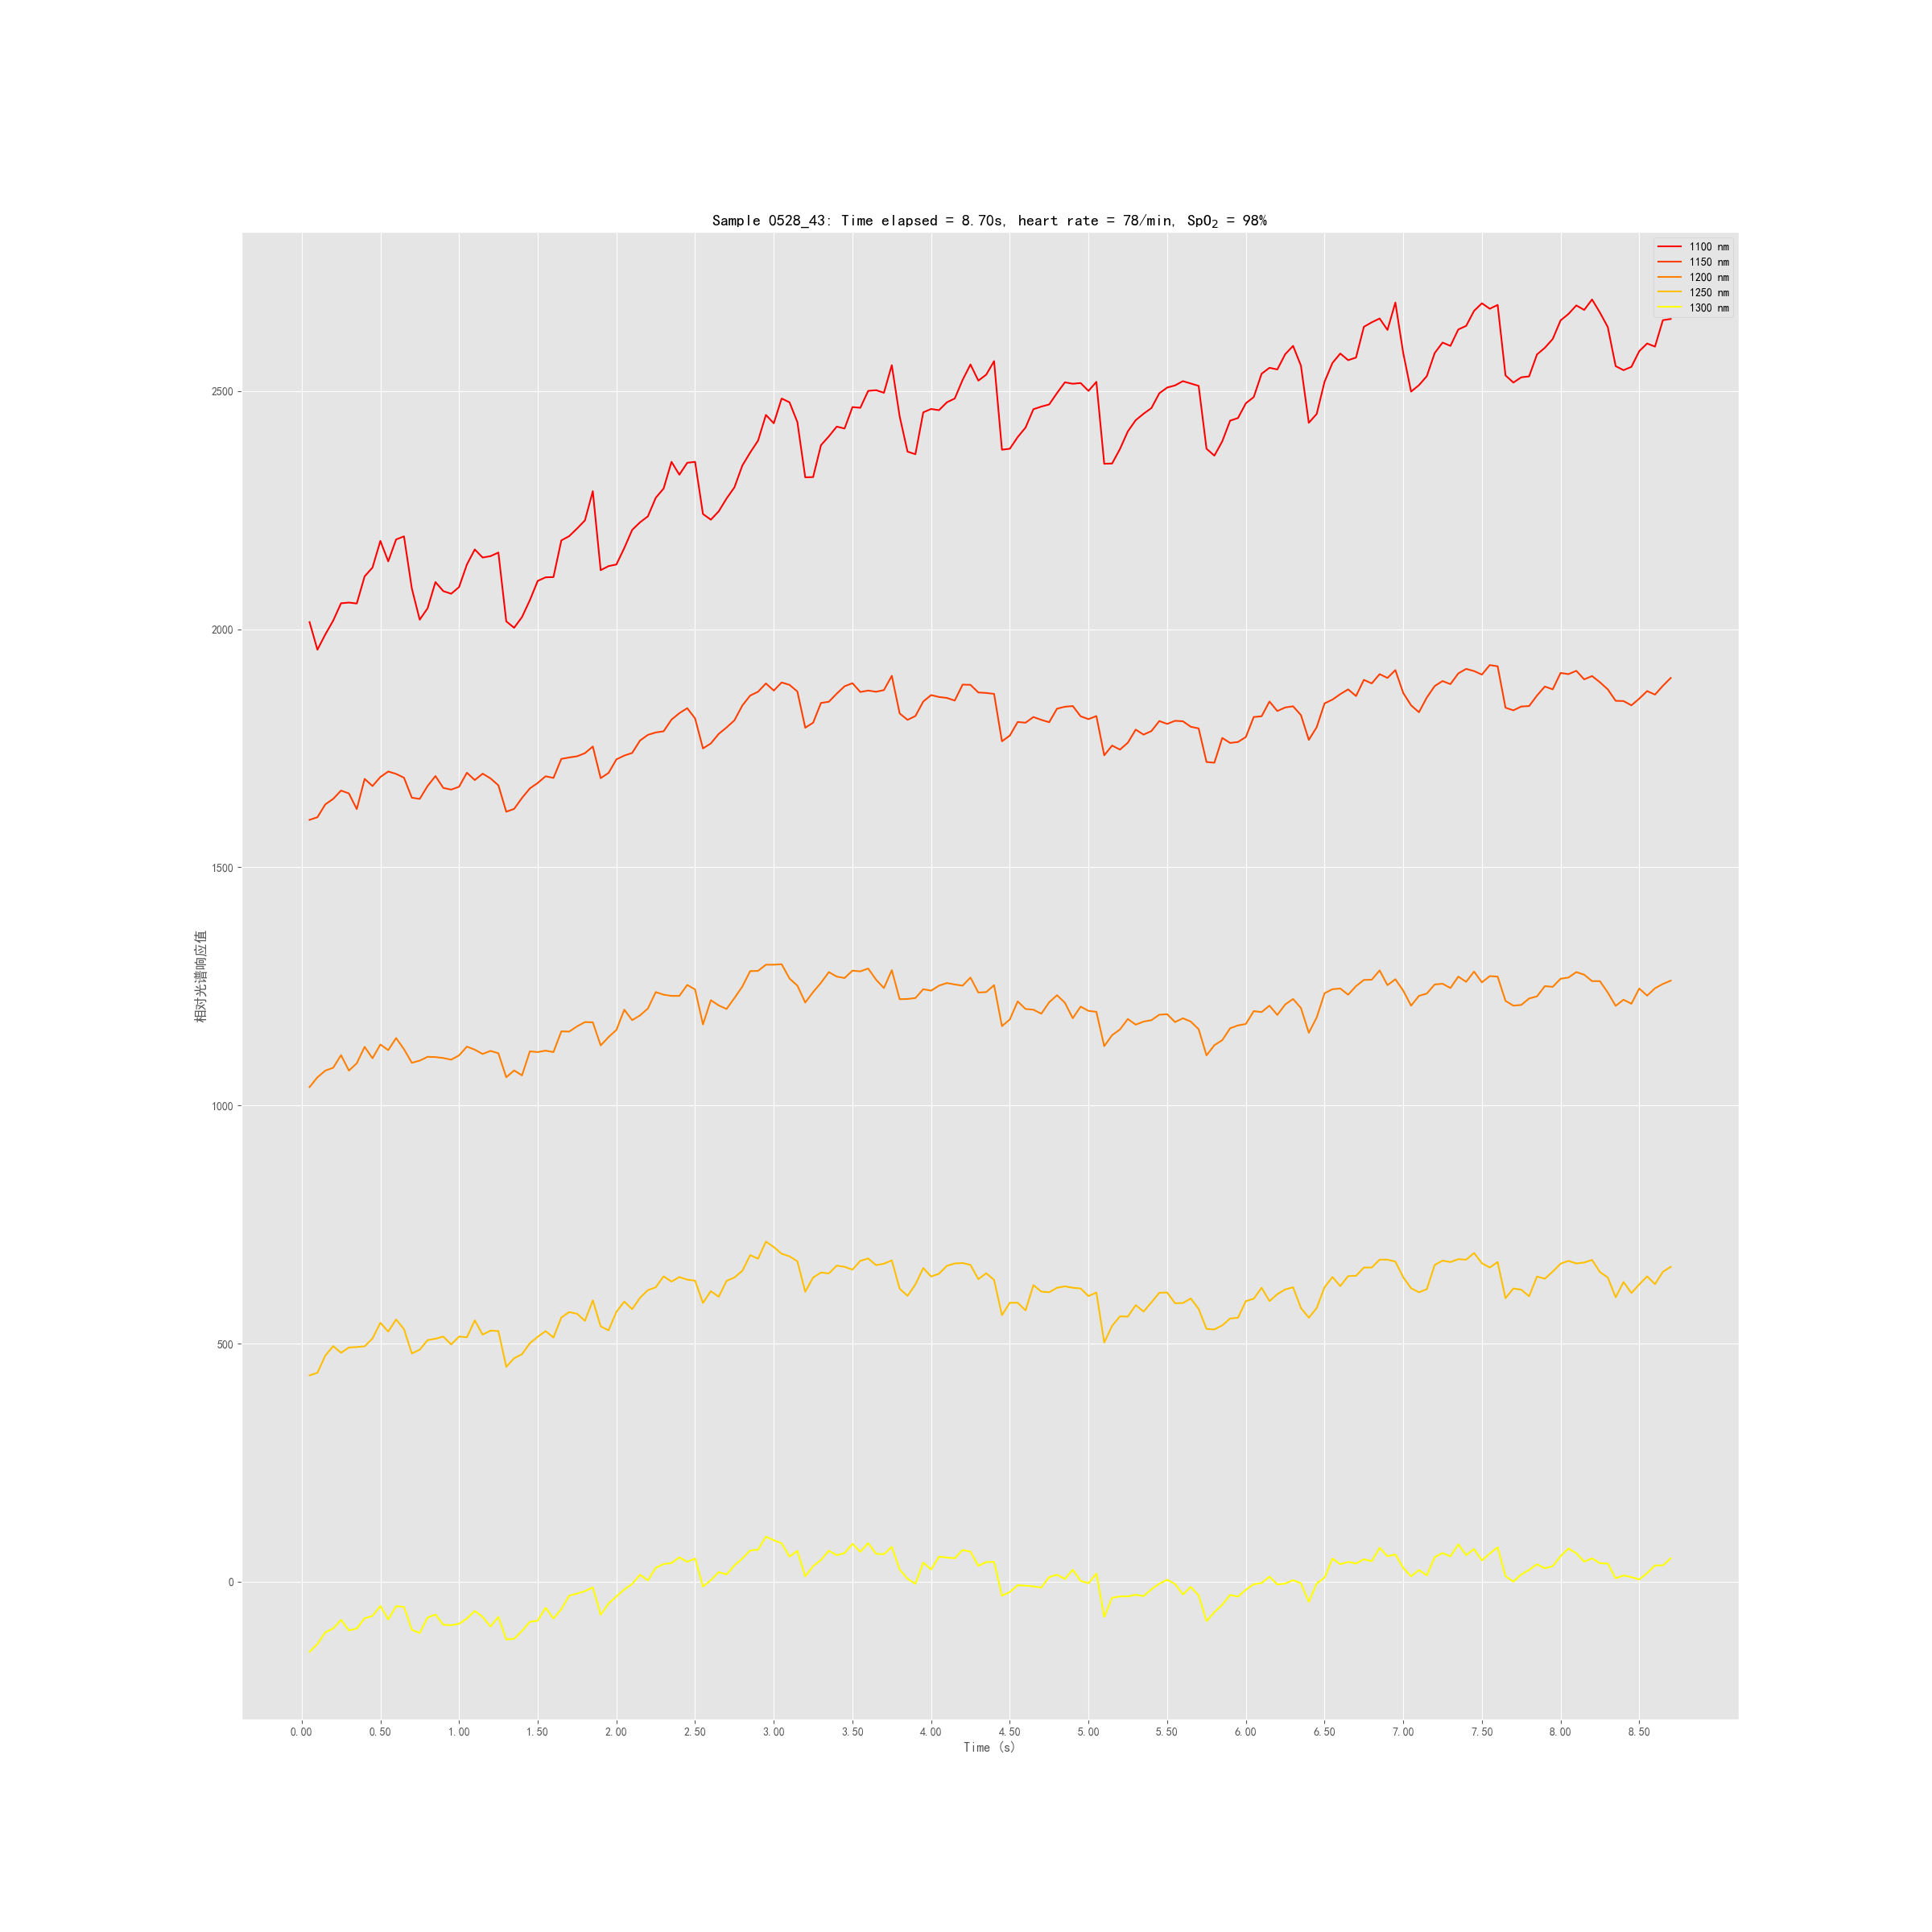 Sample 0528_43: Time elapsed = 8.70s, heart rate = 78/min, SpO₂ = 98%
1100 nm
1150 nm
1200 nm
1250 nm
1300 nm
2500
2000
1500
1000
500
0
相对光谱响应值
0.00 0.50 1.00 1.50 2.00 2.50 3.00 3.50 4.00 4.50 5.00 5.50 6.00 6.50 7.00 7.50 8.00 8.50
Time (s)